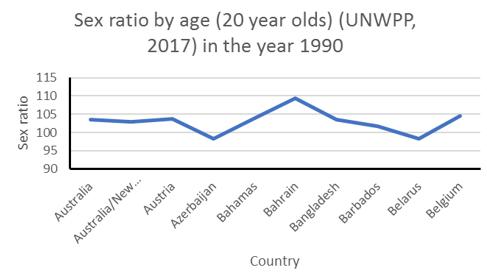 Sex ratio by age (20 year olds) (UNWPP,
2017) in the year 1990
115
110
105
100
95
90
Sex ratio
Australia
Australia/New...
Austria
Azerbaijan
Bahamas
Bahrain
Bangladesh
Barbados
Belarus
Belgium
Country